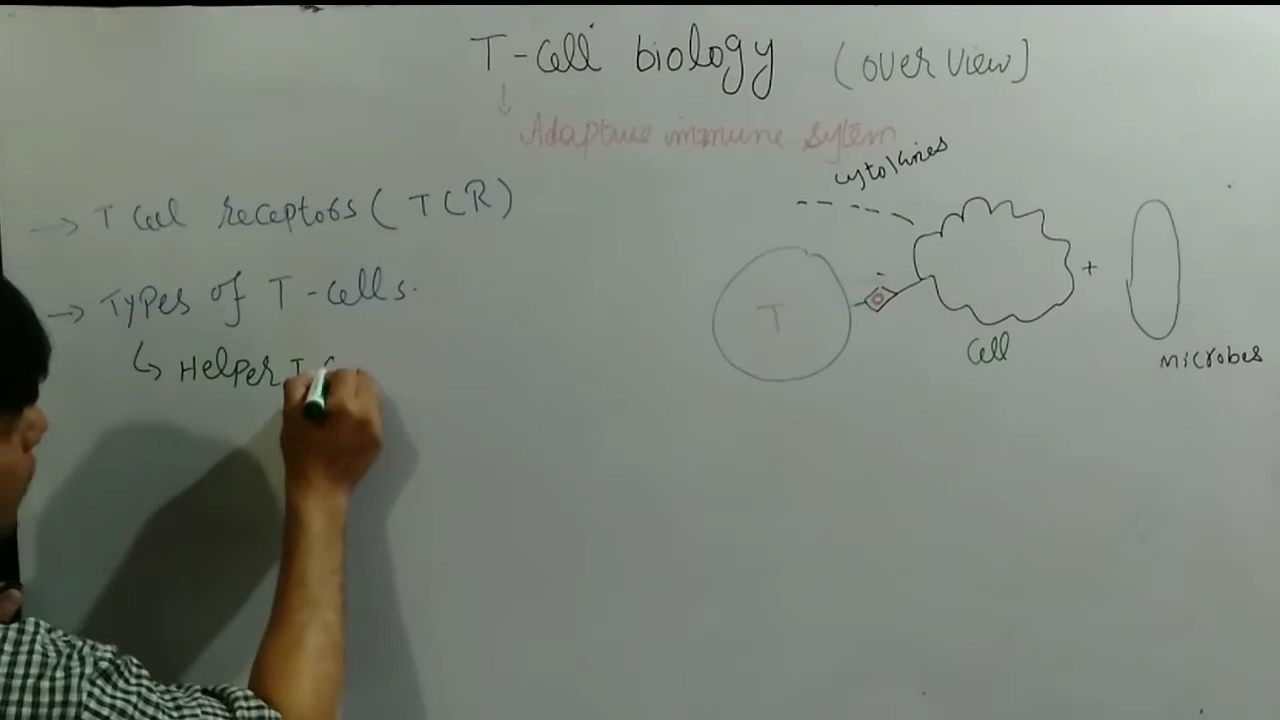 T-Cell biology (over view)
↓
Adaptive immune system
cytokines
→ T Cell receptors (TCR)
→ Types of T-cells.
↳ Helper T C
T
+
Cell
microbes